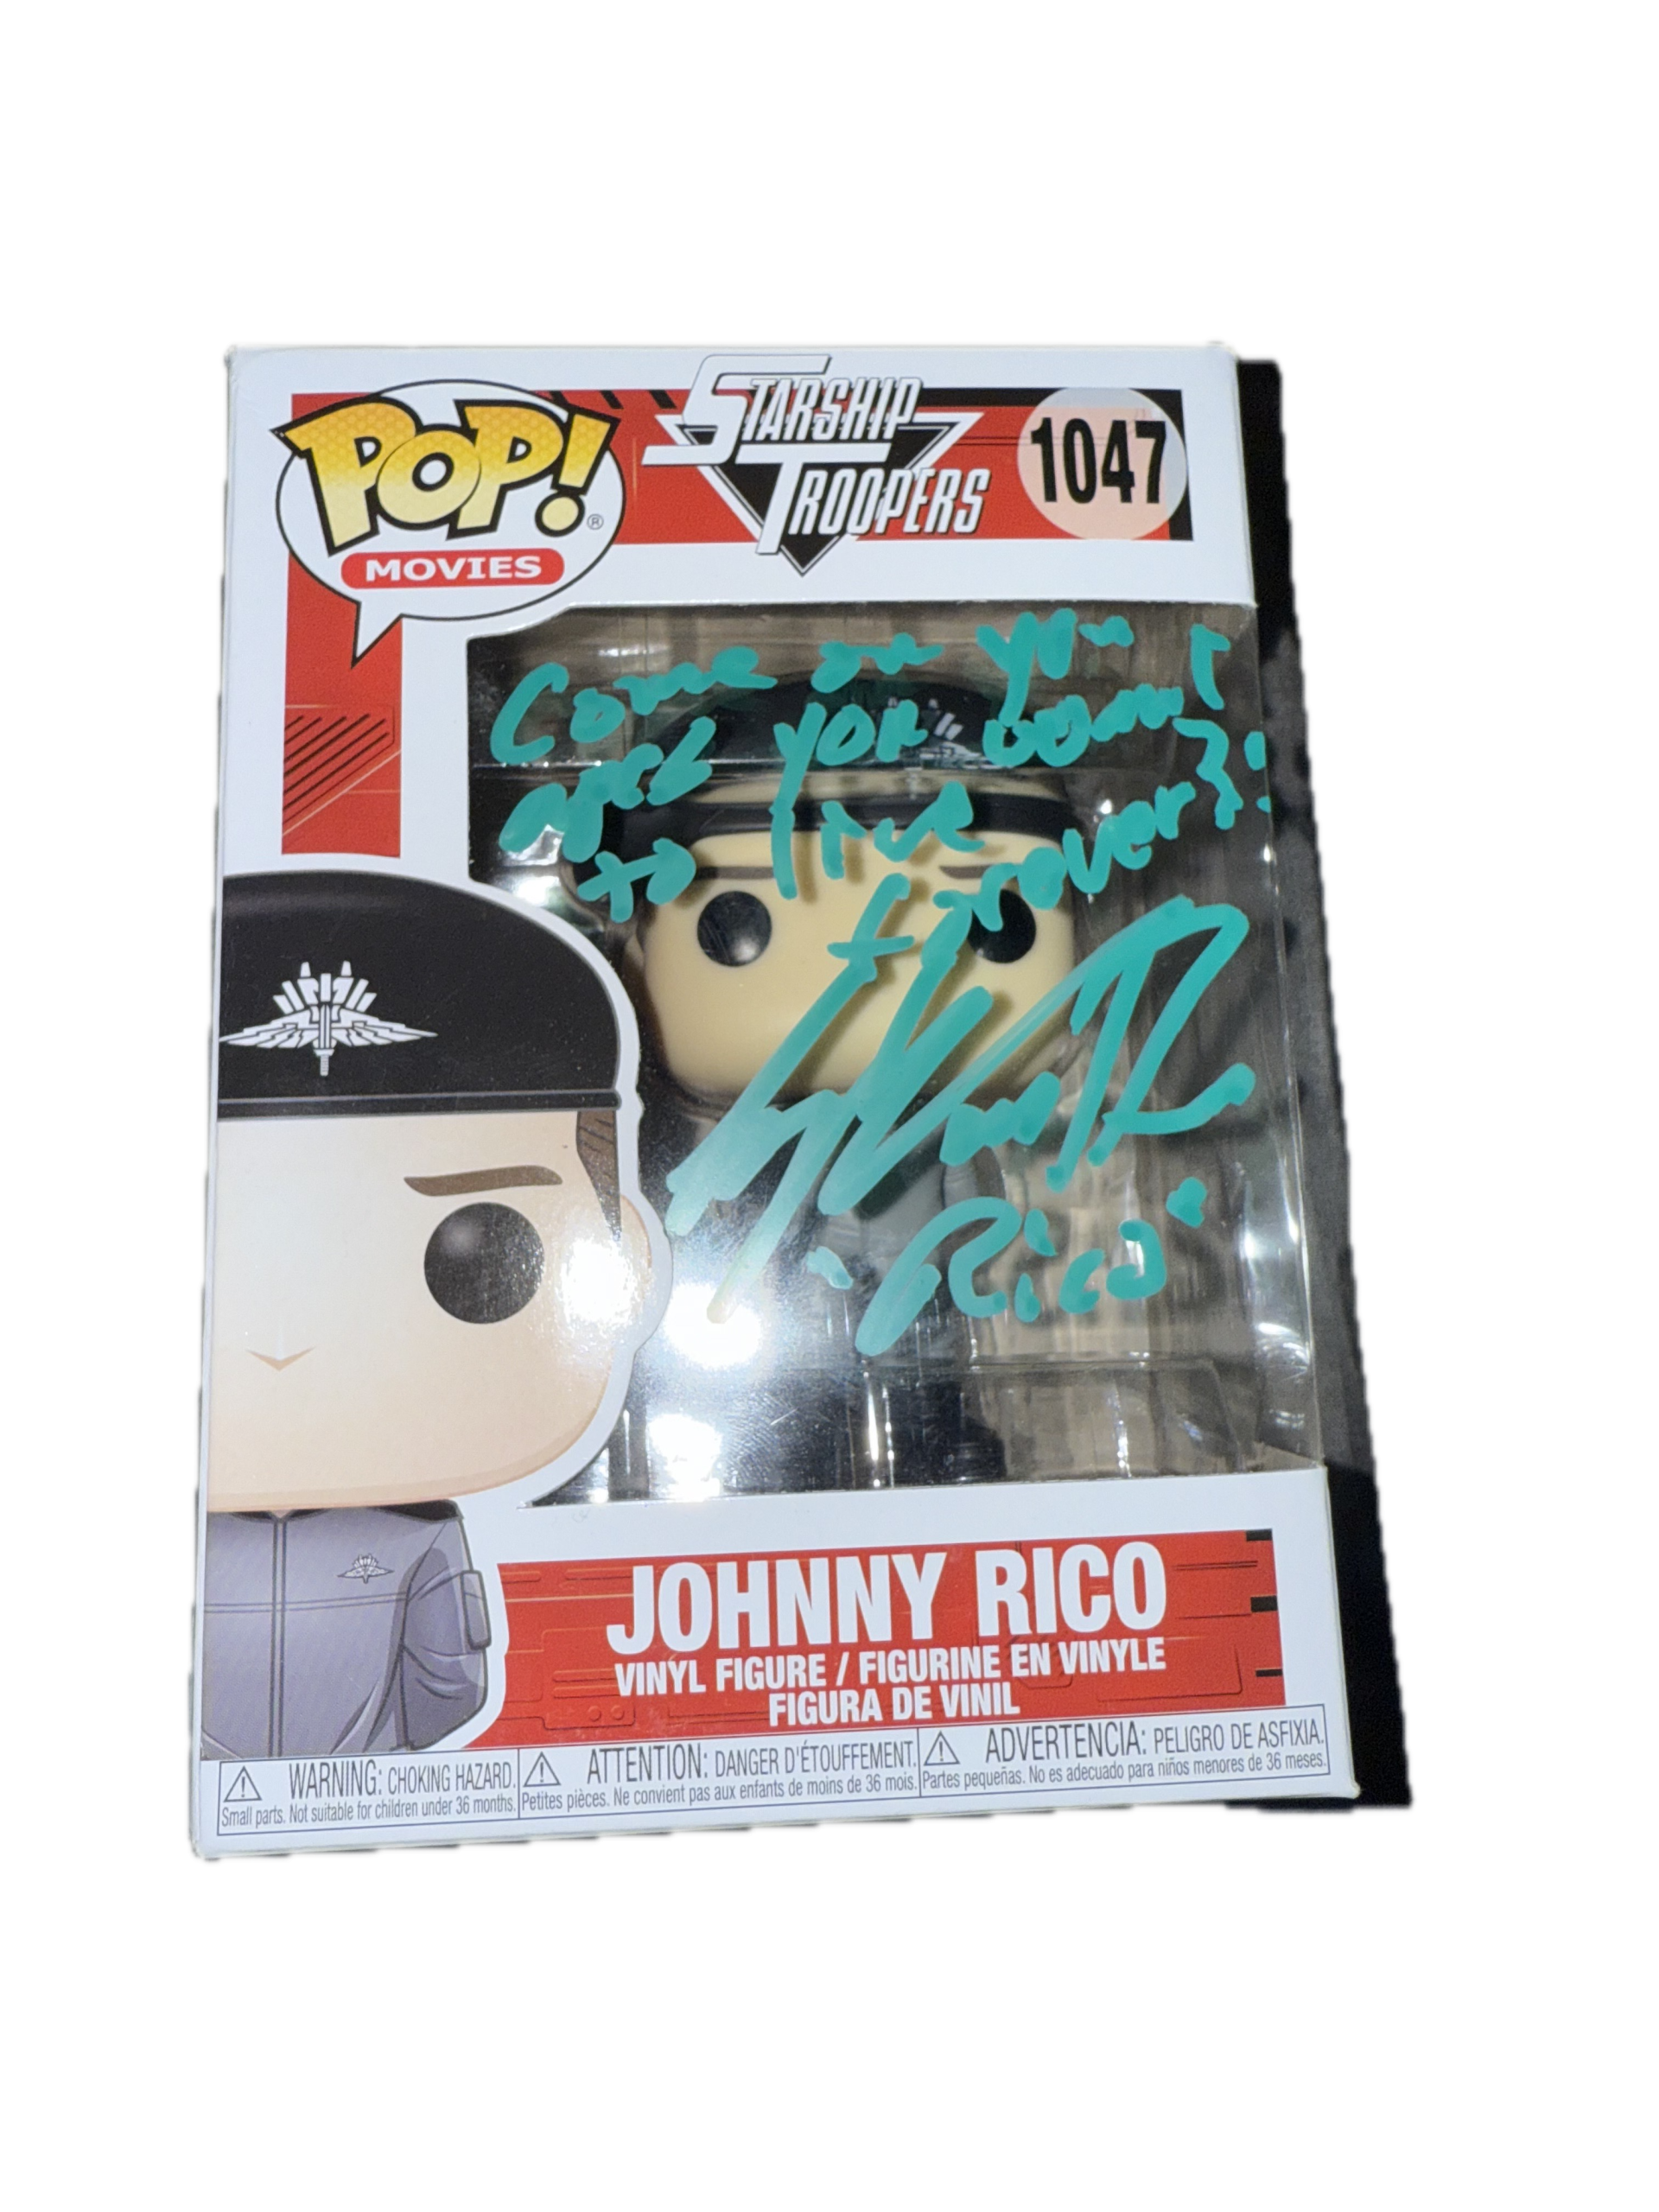 POP!®
MOVIES
STARSHIP
TROOPERS
1047
Come on you
apes you want
to live
forever?!
"Rico"
JOHNNY RICO
VINYL FIGURE / FIGURINE EN VINYLE
FIGURA DE VINIL
WARNING: CHOKING HAZARD.
Small parts. Not suitable for children under 36 months.
ATTENTION: DANGER D'ÉTOUFFEMENT.
Petites pièces. Ne convient pas aux enfants de moins de 36 mois.
ADVERTENCIA: PELIGRO DE ASFIXIA.
Partes pequeñas. No es adecuado para niños menores de 36 meses.